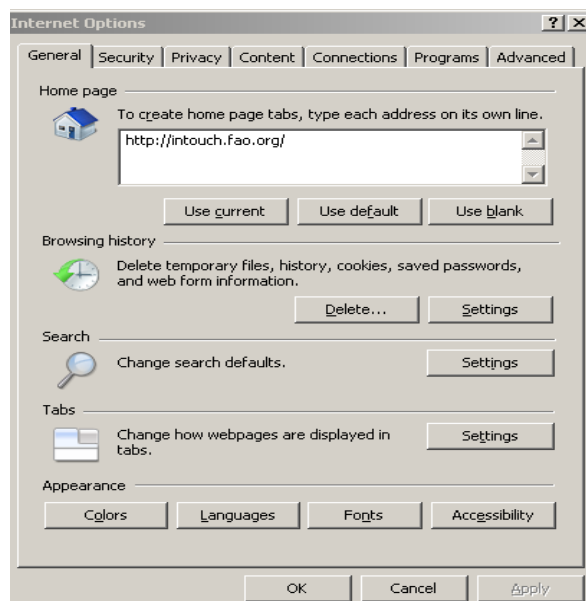 Internet Options
General Security Privacy Content Connections Programs Advanced
Home page
To create home page tabs, type each address on its own line.
http://intouch.fao.org/
Use current Use default Use blank
Browsing history
Delete temporary files, history, cookies, saved passwords,
and web form information.
Delete... Settings
Search
Change search defaults. Settings
Tabs
Change how webpages are displayed in
tabs.
Settings
Appearance
Colors Languages Fonts Accessibility
OK Cancel Apply